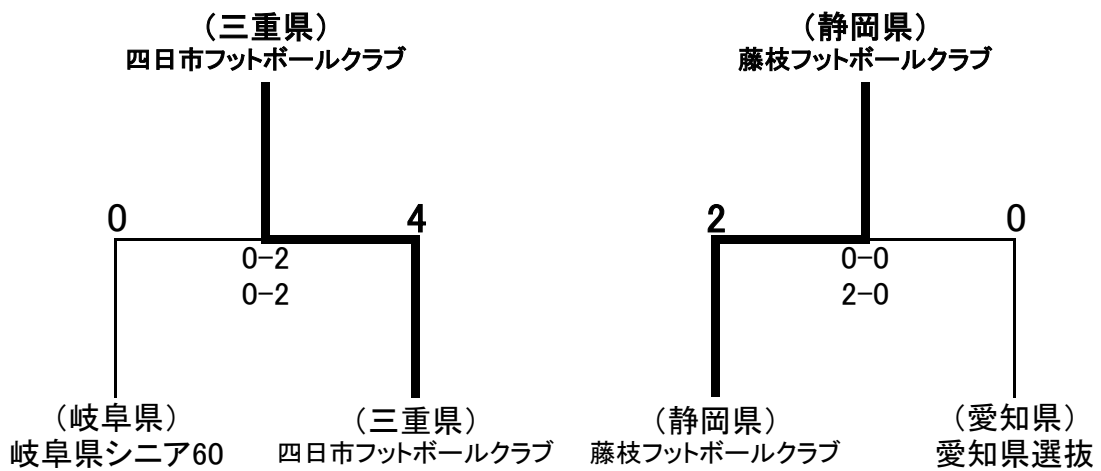 （三重県）
四日市フットボールクラブ
（静岡県）
藤枝フットボールクラブ
0
4
0-2
0-2
2
0
0-0
2-0
（岐阜県）
岐阜県シニア60
（三重県）
四日市フットボールクラブ
（静岡県）
藤枝フットボールクラブ
（愛知県）
愛知県選抜